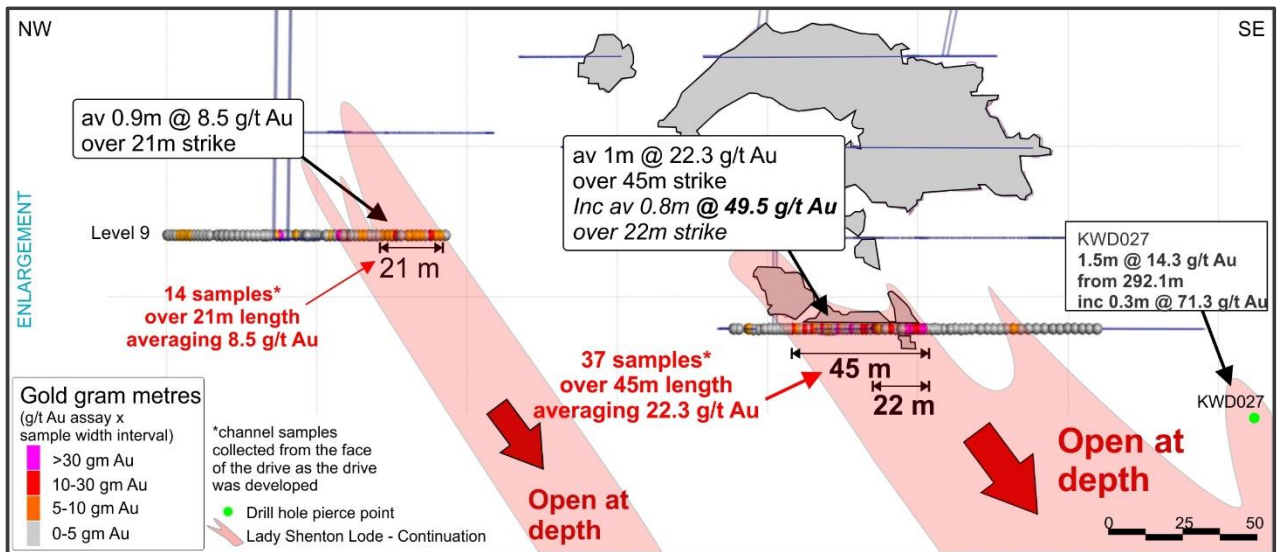 NW
SE
ENLARGEMENT
av 0.9m @ 8.5 g/t Au
over 21m strike
av 1m @ 22.3 g/t Au
over 45m strike
Inc av 0.8m @ 49.5 g/t Au
over 22m strike
KWD027
1.5m @ 14.3 g/t Au
from 292.1m
inc 0.3m @ 71.3 g/t Au
Level 9
21 m
14 samples*
over 21m length
averaging 8.5 g/t Au
37 samples*
over 45m length
averaging 22.3 g/t Au
45 m
22 m
KWD027
Open at
depth
Open at
depth
Gold gram metres
(g/t Au assay x
sample width interval)
>30 gm Au
10-30 gm Au
5-10 gm Au
0-5 gm Au
*channel samples
collected from the face
of the drive as the drive
was developed
Drill hole pierce point
Lady Shenton Lode - Continuation
0 25 50